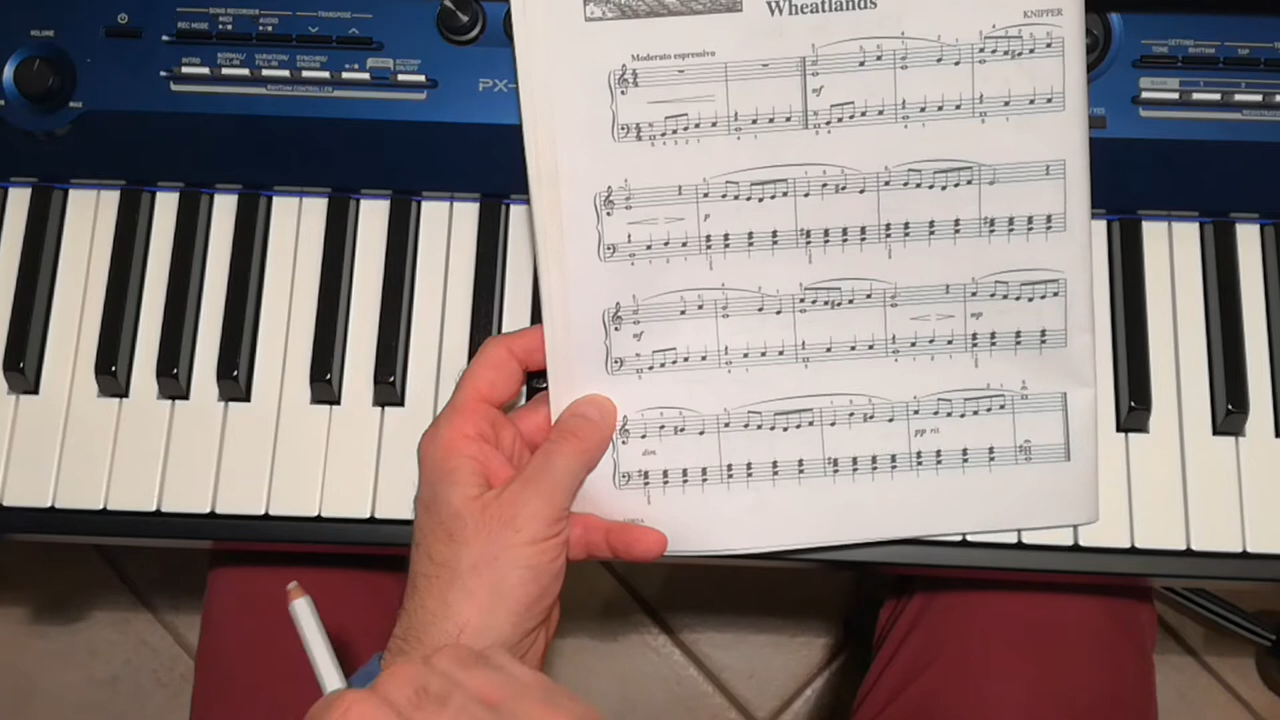 SONG RECORDER
TRANSPOSE
REC MODE
MIDI
AUDIO
VOLUME
INTRO
NORMAL/
FILL-IN
VARIATION/
FILL-IN
SYNCHRO/
ENDING
ACCOMP
ON/OFF
RHYTHM CONTROLLER
PX-
Wheatlands
KNIPPER
Moderato espressivo
mf
p
mf
mp
dim.
pp rit.
SETTING
TONE
RHYTHM
TAP
BANK